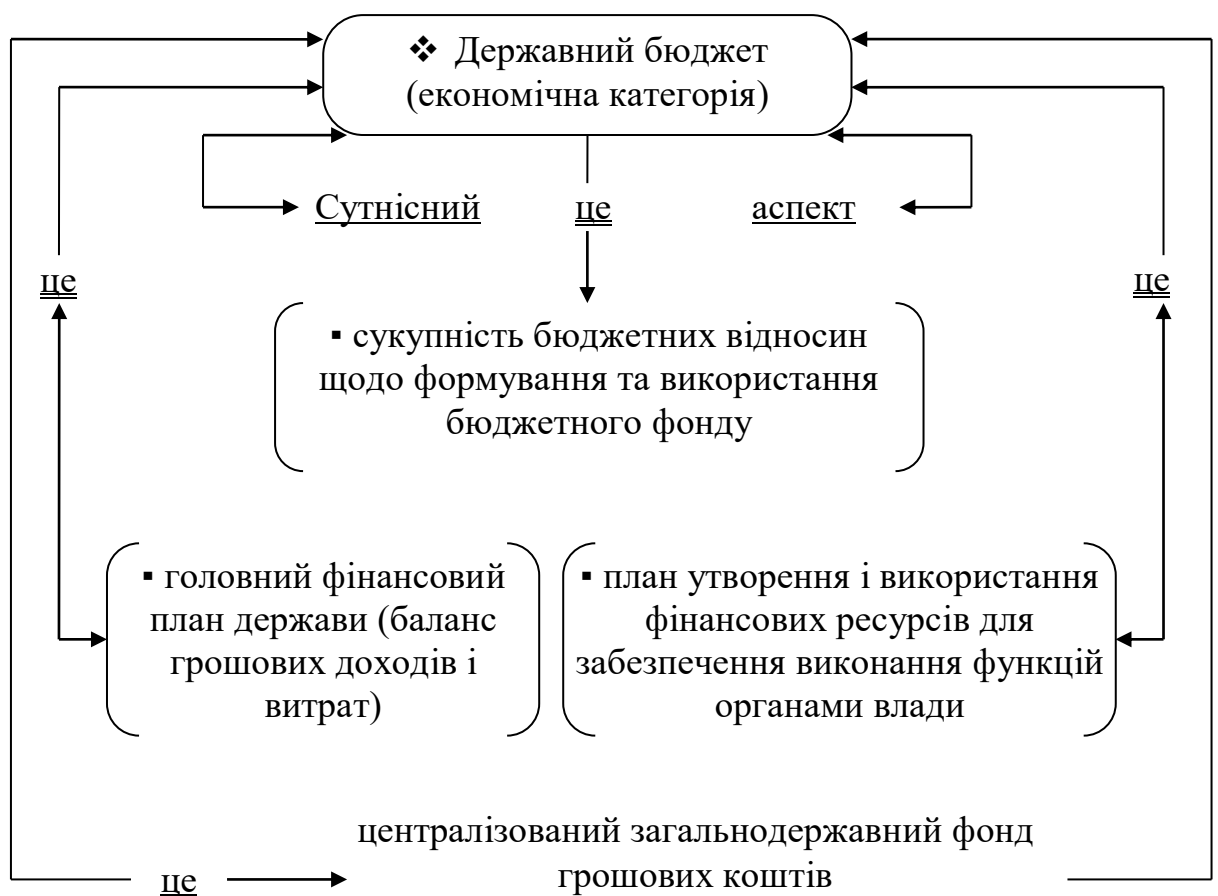 ❖ Державний бюджет
(економічна категорія)
Сутнісний це аспект
це
це
▪ сукупність бюджетних відносин
щодо формування та використання
бюджетного фонду
▪ головний фінансовий
план держави (баланс
грошових доходів і
витрат)
▪ план утворення і використання
фінансових ресурсів для
забезпечення виконання функцій
органами влади
централізований загальнодержавний фонд
грошових коштів
це